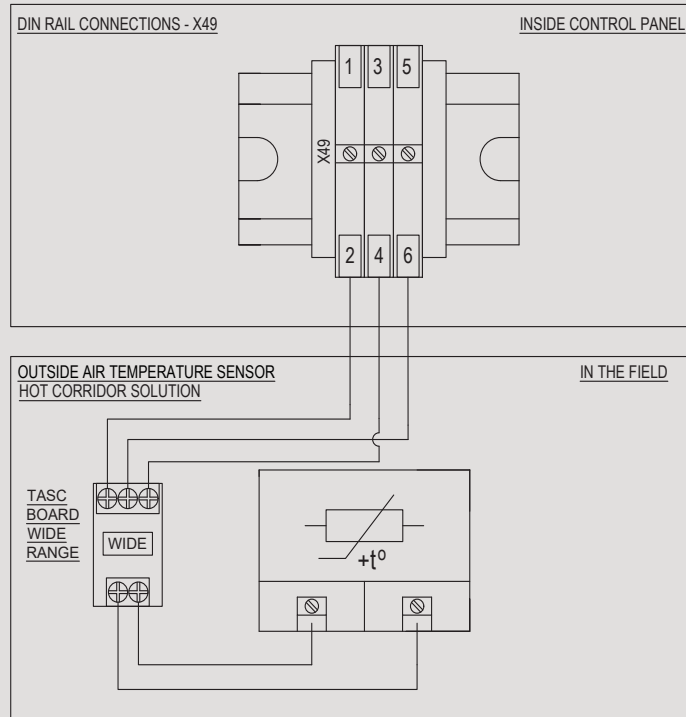 DIN RAIL CONNECTIONS - X49
INSIDE CONTROL PANEL
1 3 5
X49
2 4 6
OUTSIDE AIR TEMPERATURE SENSOR
HOT CORRIDOR SOLUTION
IN THE FIELD
TASC
BOARD
WIDE
RANGE
WIDE
+tº